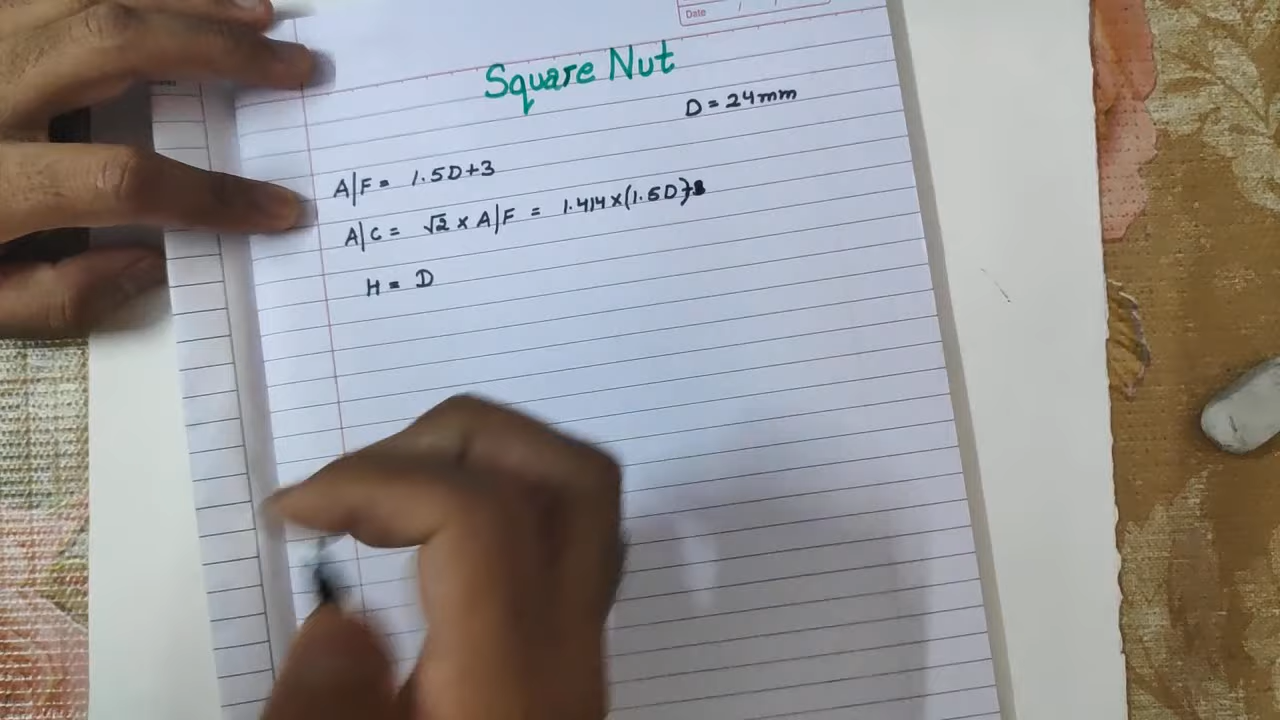 Date / /
Square Nut
D = 24mm
A|F = 1.5D+3
A|C = √2 × A|F = 1.414×(1.5D)+3
H = D